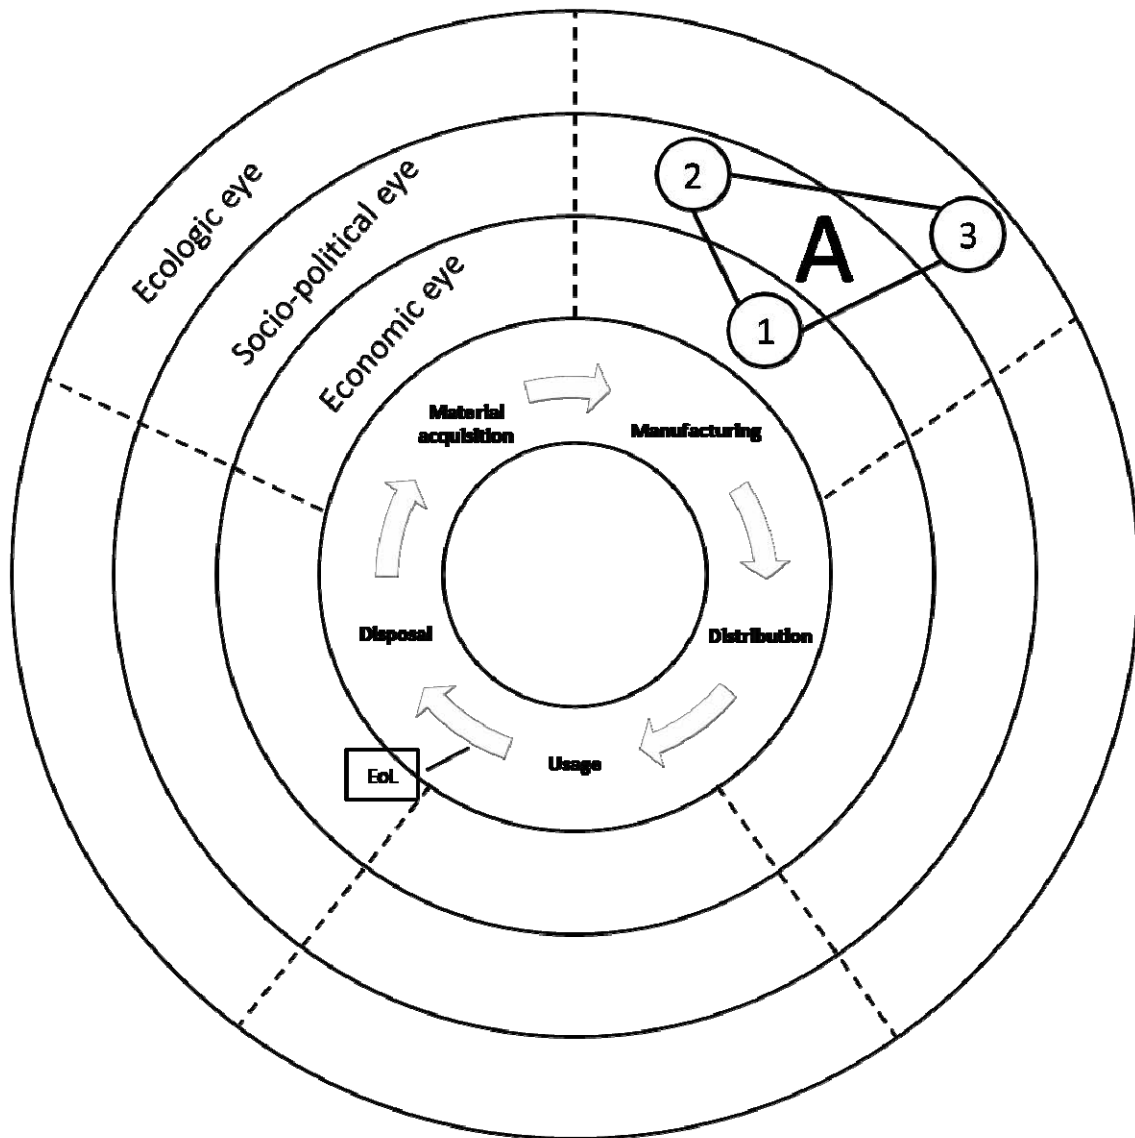 Ecologic eye
Socio-political eye
Economic eye
2
3
A
1
Material
acquisition
Manufacturing
Disposal
Distribution
Usage
EoL